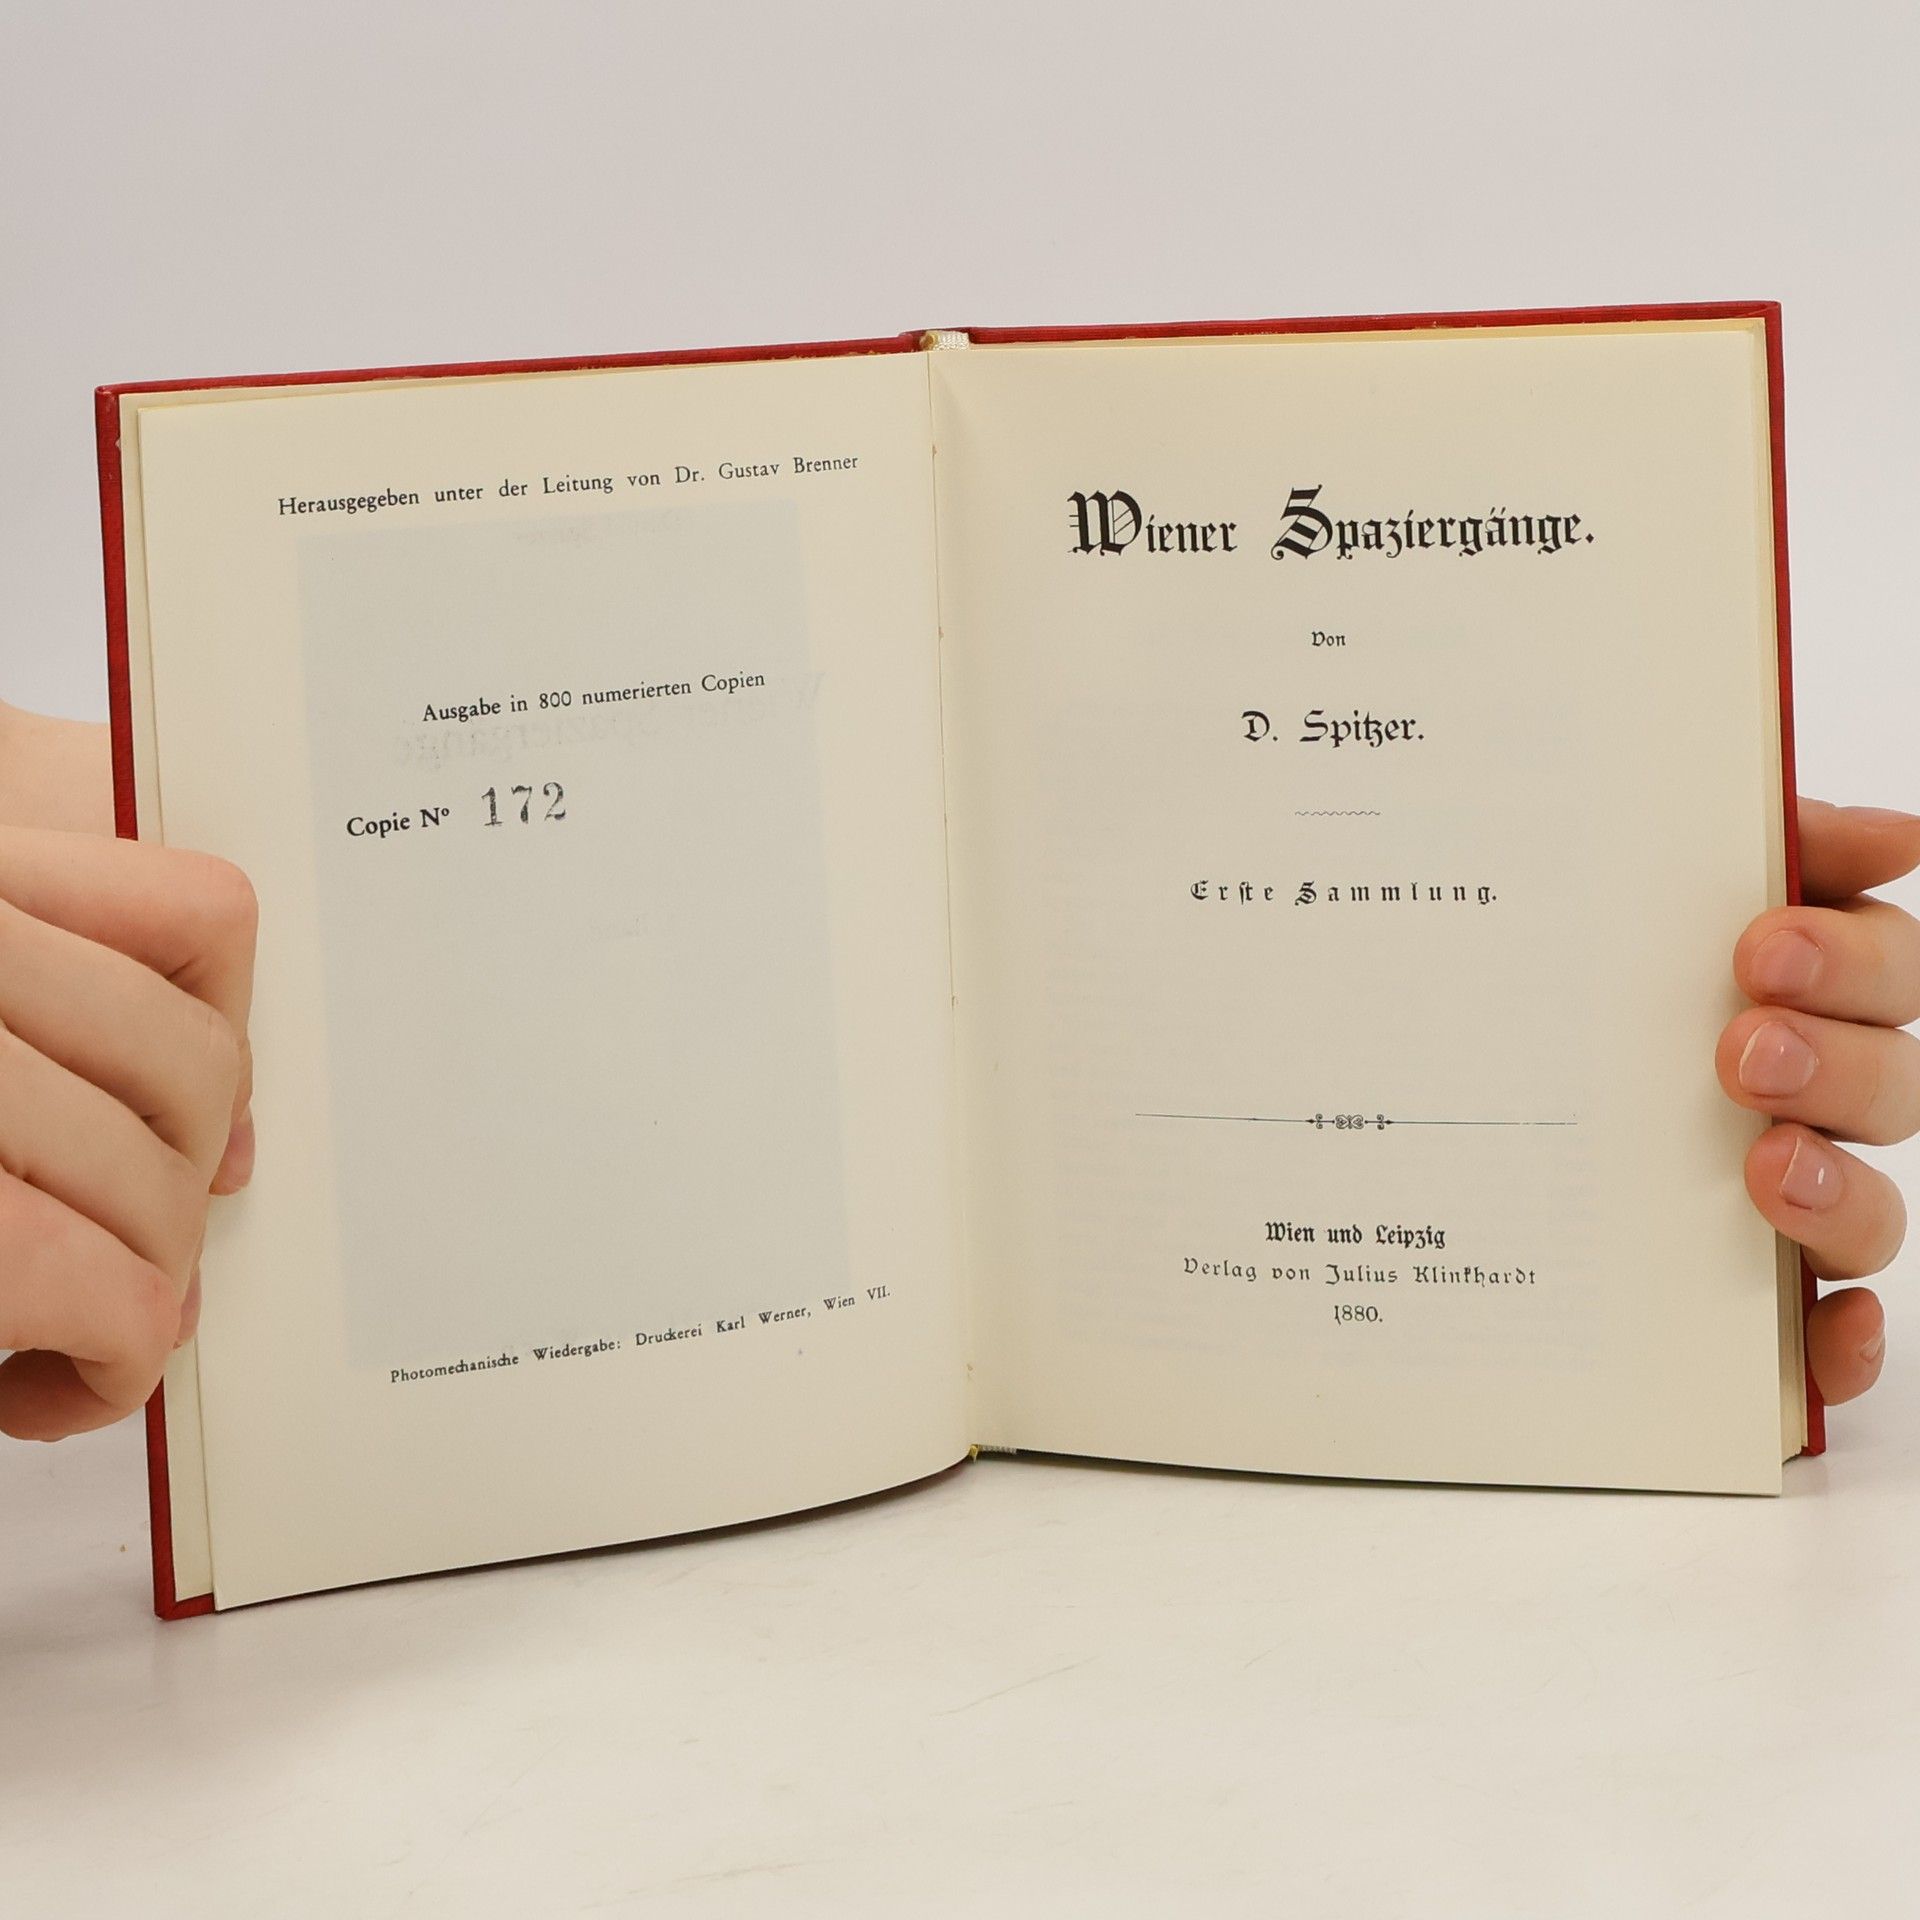 Herausgegeben unter der Leitung von Dr. Gustav Brenner
Ausgabe in 800 numerierten Copien
Copie Nº 172
Photomechanische Wiedergabe: Druckerei Karl Werner, Wien VII.
Wiener Spaziergänge.
Von
D. Spitzer.
Erſte Sammlung.
Wien und Leipzig
Verlag von Julius Klinkhardt
1880.